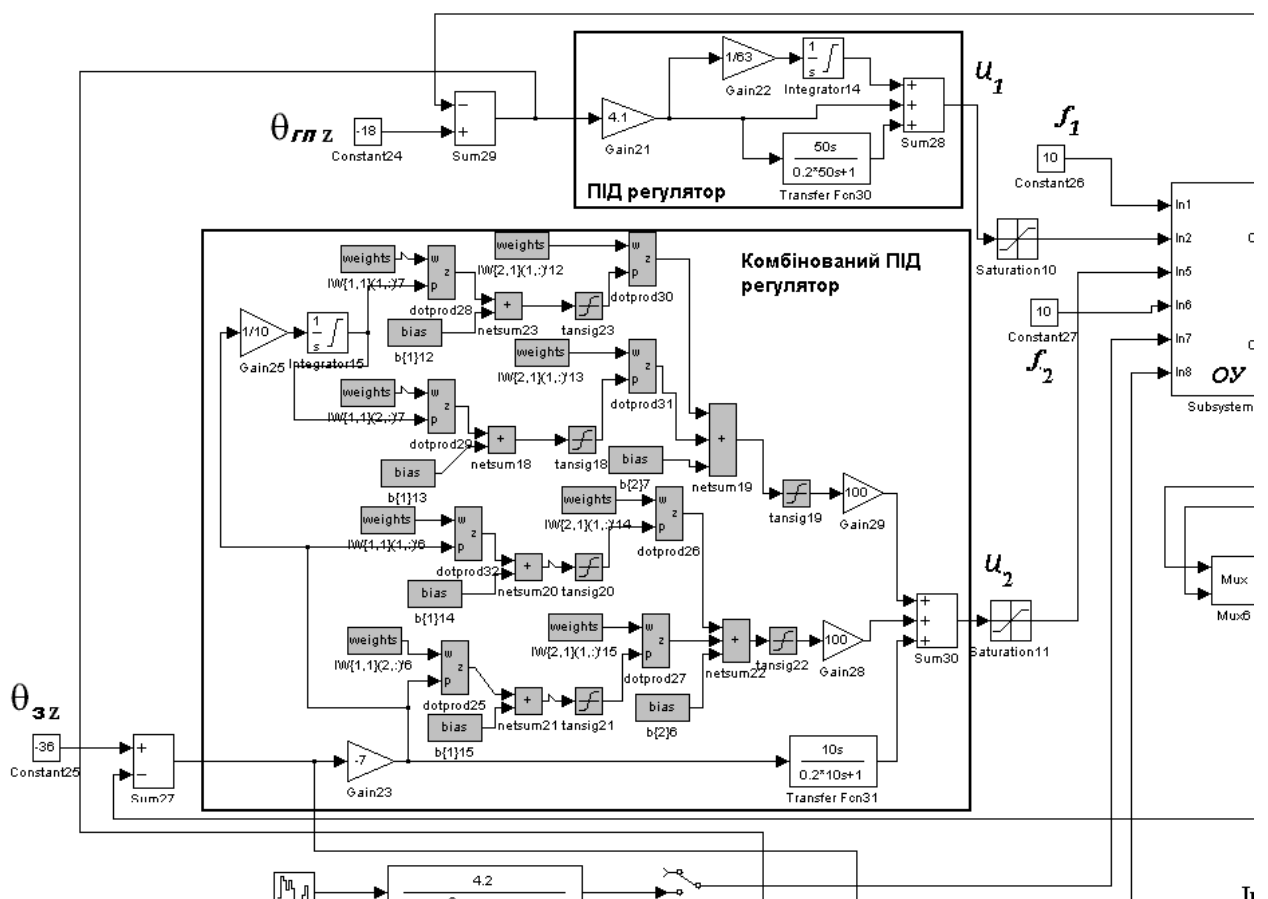 1/63
Gain22
1
s
Integrator14
+
+
+
Sum28
u1
θгп z
-18
Constant24
−
+
Sum29
4.1
Gain21
50s
0.2*50s+1
Transfer Fcn30
ПІД регулятор
f1
10
Constant26
In1
In2
In5
In6
In7
In8
ОУ
Subsystem
Saturation10
10
Constant27
f2
Комбінований ПІД
регулятор
weights
IW{1,1}(1,:)'7
w
p
z
dotprod28
weights
IW{2,1}(1,:)'12
w
p
z
dotprod30
bias
b{1}12
+
netsum23
tansig23
1/10
Gain25
1
s
Integrator15
weights
IW{2,1}(1,:)'13
w
p
z
dotprod31
weights
IW{1,1}(2,:)'7
w
p
z
dotprod29
+
netsum18
tansig18
bias
b{1}13
bias
b{2}7
+
netsum19
tansig19
100
Gain29
weights
IW{1,1}(1,:)'6
w
p
z
dotprod32
weights
IW{2,1}(1,:)'14
w
p
z
dotprod26
+
netsum20
tansig20
bias
b{1}14
Mux
Mux6
u2
+
+
+
Sum30
Saturation11
weights
IW{1,1}(2,:)'6
w
p
z
dotprod25
weights
IW{2,1}(1,:)'15
w
p
z
dotprod27
+
netsum22
tansig22
100
Gain28
bias
b{1}15
+
netsum21
tansig21
bias
b{2}6
θз z
-36
Constant25
+
−
Sum27
-7
Gain23
10s
0.2*10s+1
Transfer Fcn31
4.2